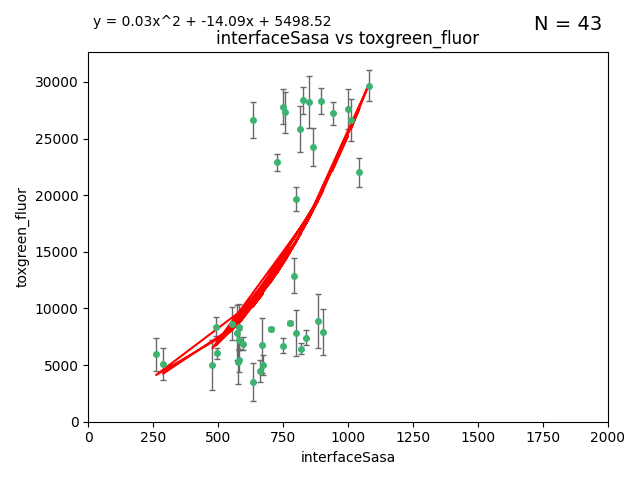 y = 0.03x^2 + -14.09x + 5498.52
N = 43
interfaceSasa vs toxgreen_fluor
30000
25000
20000
15000
10000
5000
0
toxgreen_fluor
0 250 500 750 1000 1250 1500 1750 2000
interfaceSasa